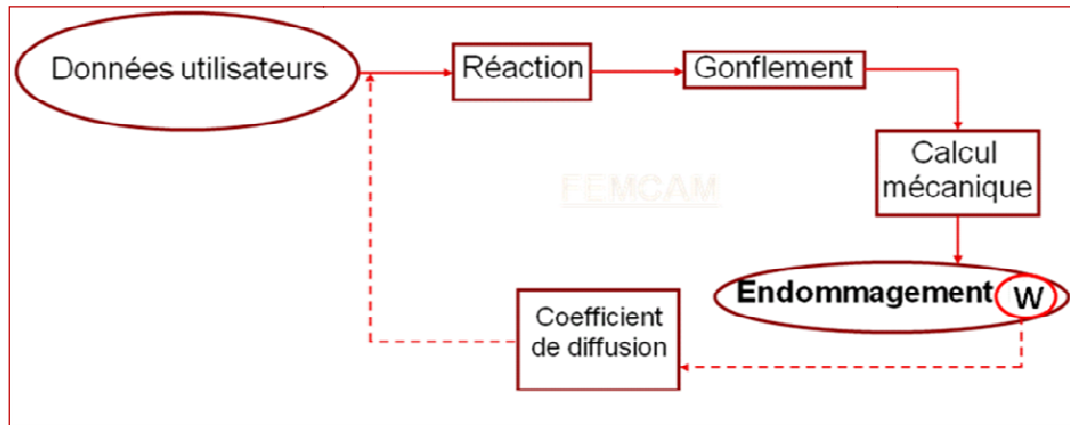 Données utilisateurs
Réaction
Gonflement
Calcul
mécanique
FEMCAM
Endommagement W
Coefficient
de diffusion